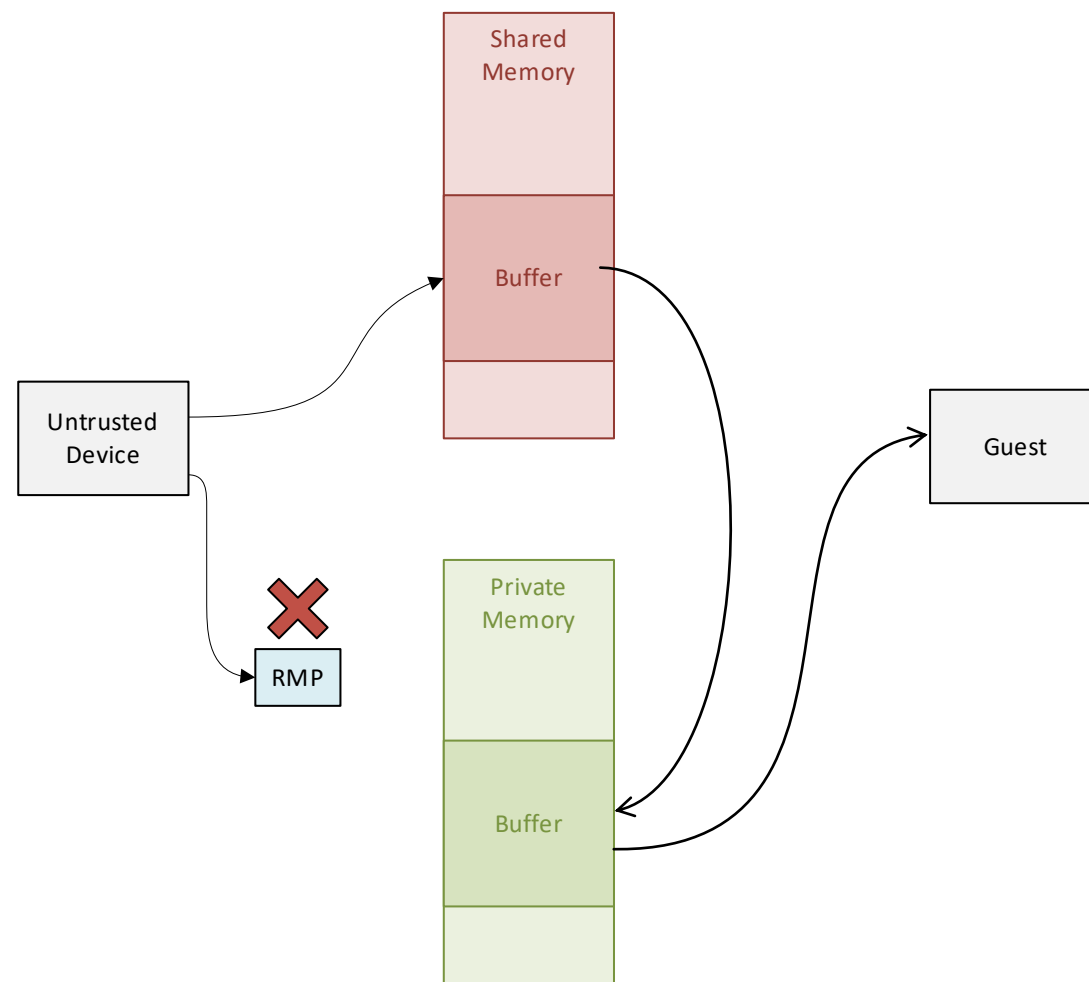 Shared
Memory
Buffer
Untrusted
Device
Guest
Private
Memory
RMP
Buffer